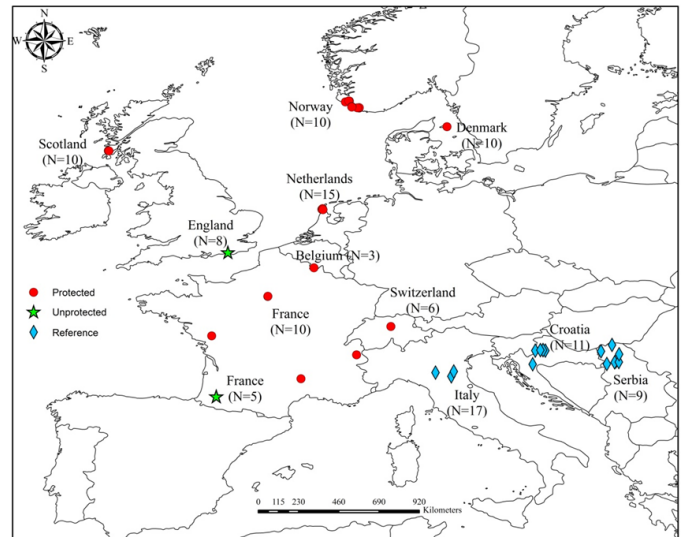 N
W
E
S
Norway
(N=10)
Scotland
(N=10)
Denmark
(N=10)
Netherlands
(N=15)
England
(N=8)
Belgium (N=3)
Protected
Unprotected
Reference
Switzerland
(N=6)
France
(N=10)
Croatia
(N=11)
France
(N=5)
Italy
(N=17)
Serbia
(N=9)
0 115 230 460 690 920
Kilometers